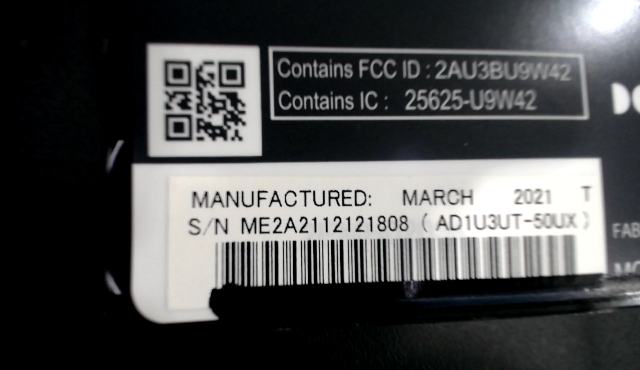 Contains FCC ID : 2AU3BU9W42
Contains IC : 25625-U9W42
MANUFACTURED: MARCH 2021 T
S/N ME2A2112121808 ( AD1U3UT-50UX )